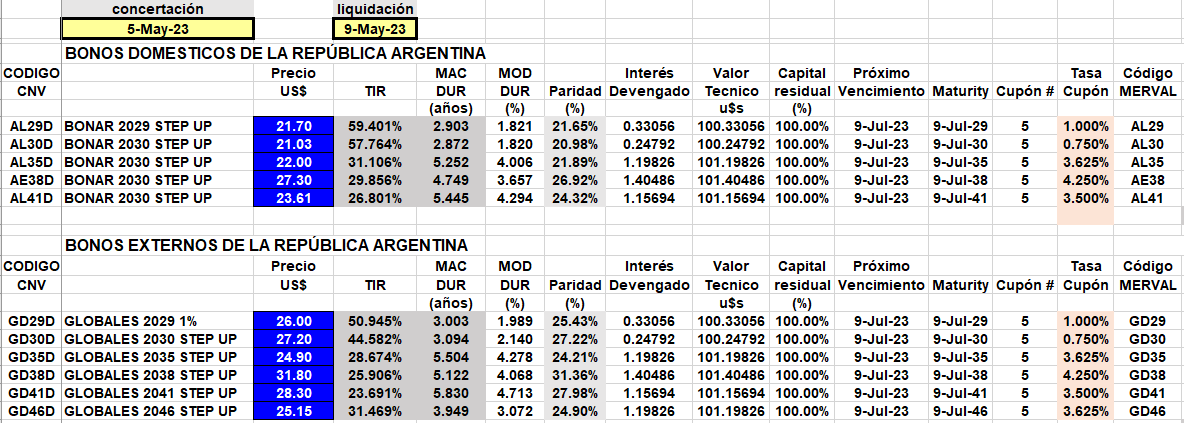 concertación liquidación
5-May-23 9-May-23
BONOS DOMESTICOS DE LA REPÚBLICA ARGENTINA
CODIGO Precio MAC MOD Interés Valor Capital Próximo Tasa Código
CNV US$ TIR DUR DUR Paridad Devengado Tecnico residual Vencimiento Maturity Cupón # Cupón MERVAL
(años) (%) (%) u$s (%)
AL29D BONAR 2029 STEP UP 21.70 59.401% 2.903 1.821 21.65% 0.33056 100.33056 100.00% 9-Jul-23 9-Jul-29 5 1.000% AL29
AL30D BONAR 2030 STEP UP 21.03 57.764% 2.872 1.820 20.98% 0.24792 100.24792 100.00% 9-Jul-23 9-Jul-30 5 0.750% AL30
AL35D BONAR 2030 STEP UP 22.00 31.106% 5.252 4.006 21.89% 1.19826 101.19826 100.00% 9-Jul-23 9-Jul-35 5 3.625% AL35
AE38D BONAR 2030 STEP UP 27.30 29.856% 4.749 3.657 26.92% 1.40486 101.40486 100.00% 9-Jul-23 9-Jul-38 5 4.250% AE38
AL41D BONAR 2030 STEP UP 23.61 26.801% 5.445 4.294 24.32% 1.15694 101.15694 100.00% 9-Jul-23 9-Jul-41 5 3.500% AL41
BONOS EXTERNOS DE LA REPÚBLICA ARGENTINA
CODIGO Precio MAC MOD Interés Valor Capital Próximo Tasa Código
CNV US$ TIR DUR DUR Paridad Devengado Tecnico residual Vencimiento Maturity Cupón # Cupón MERVAL
(años) (%) (%) u$s (%)
GD29D GLOBALES 2029 1% 26.00 50.945% 3.003 1.989 25.43% 0.33056 100.33056 100.00% 9-Jul-23 9-Jul-29 5 1.000% GD29
GD30D GLOBALES 2030 STEP UP 27.20 44.582% 3.094 2.140 27.22% 0.24792 100.24792 100.00% 9-Jul-23 9-Jul-30 5 0.750% GD30
GD35D GLOBALES 2035 STEP UP 24.90 28.674% 5.504 4.278 24.21% 1.19826 101.19826 100.00% 9-Jul-23 9-Jul-35 5 3.625% GD35
GD38D GLOBALES 2038 STEP UP 31.80 25.906% 5.122 4.068 31.36% 1.40486 101.40486 100.00% 9-Jul-23 9-Jul-38 5 4.250% GD38
GD41D GLOBALES 2041 STEP UP 28.30 23.691% 5.830 4.713 27.98% 1.15694 101.15694 100.00% 9-Jul-23 9-Jul-41 5 3.500% GD41
GD46D GLOBALES 2046 STEP UP 25.15 31.469% 3.949 3.072 24.90% 1.19826 101.19826 100.00% 9-Jul-23 9-Jul-46 5 3.625% GD46